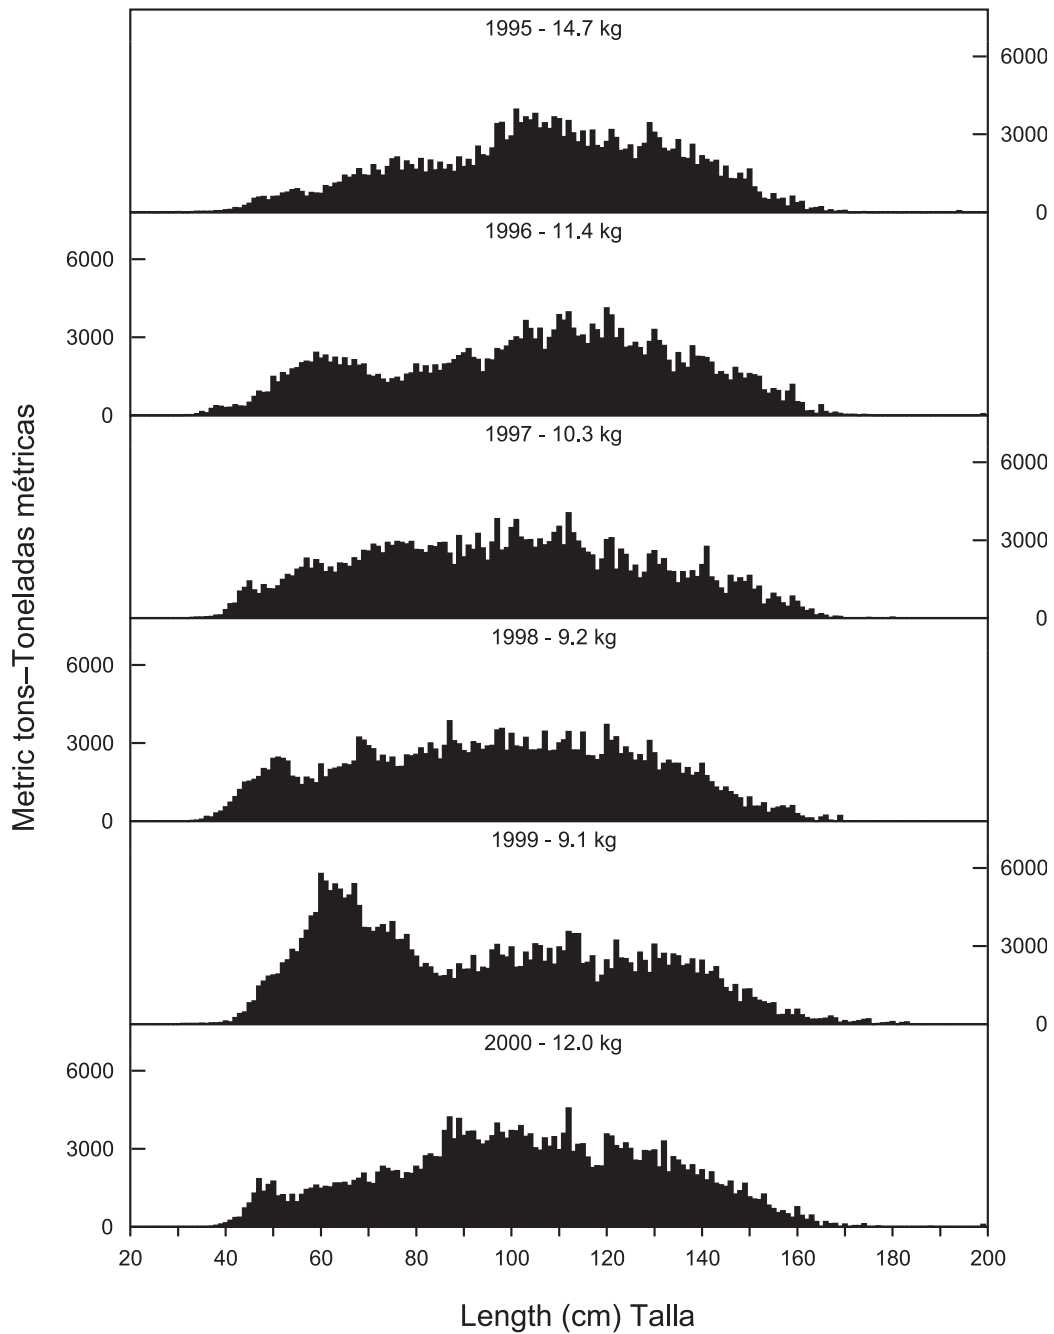 1995 - 14.7 kg
6000
3000
0
1996 - 11.4 kg
6000
3000
0
1997 - 10.3 kg
6000
3000
0
1998 - 9.2 kg
6000
3000
0
1999 - 9.1 kg
6000
3000
0
2000 - 12.0 kg
6000
3000
0
20 40 60 80 100 120 140 160 180 200
Length (cm) Talla
Metric tons–Toneladas métricas